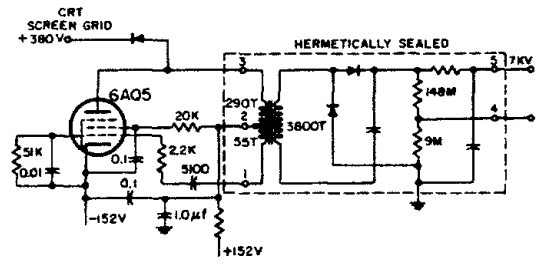 CRT
SCREEN GRID
+380V
HERMETICALLY SEALED
3
5
7KV
6AQ5
290T
148M
20K
2
3800T
4
51K
55T
9M
0.01
0.1
2.2K
5100
0.1
1
1.0µf
-152V
+152V